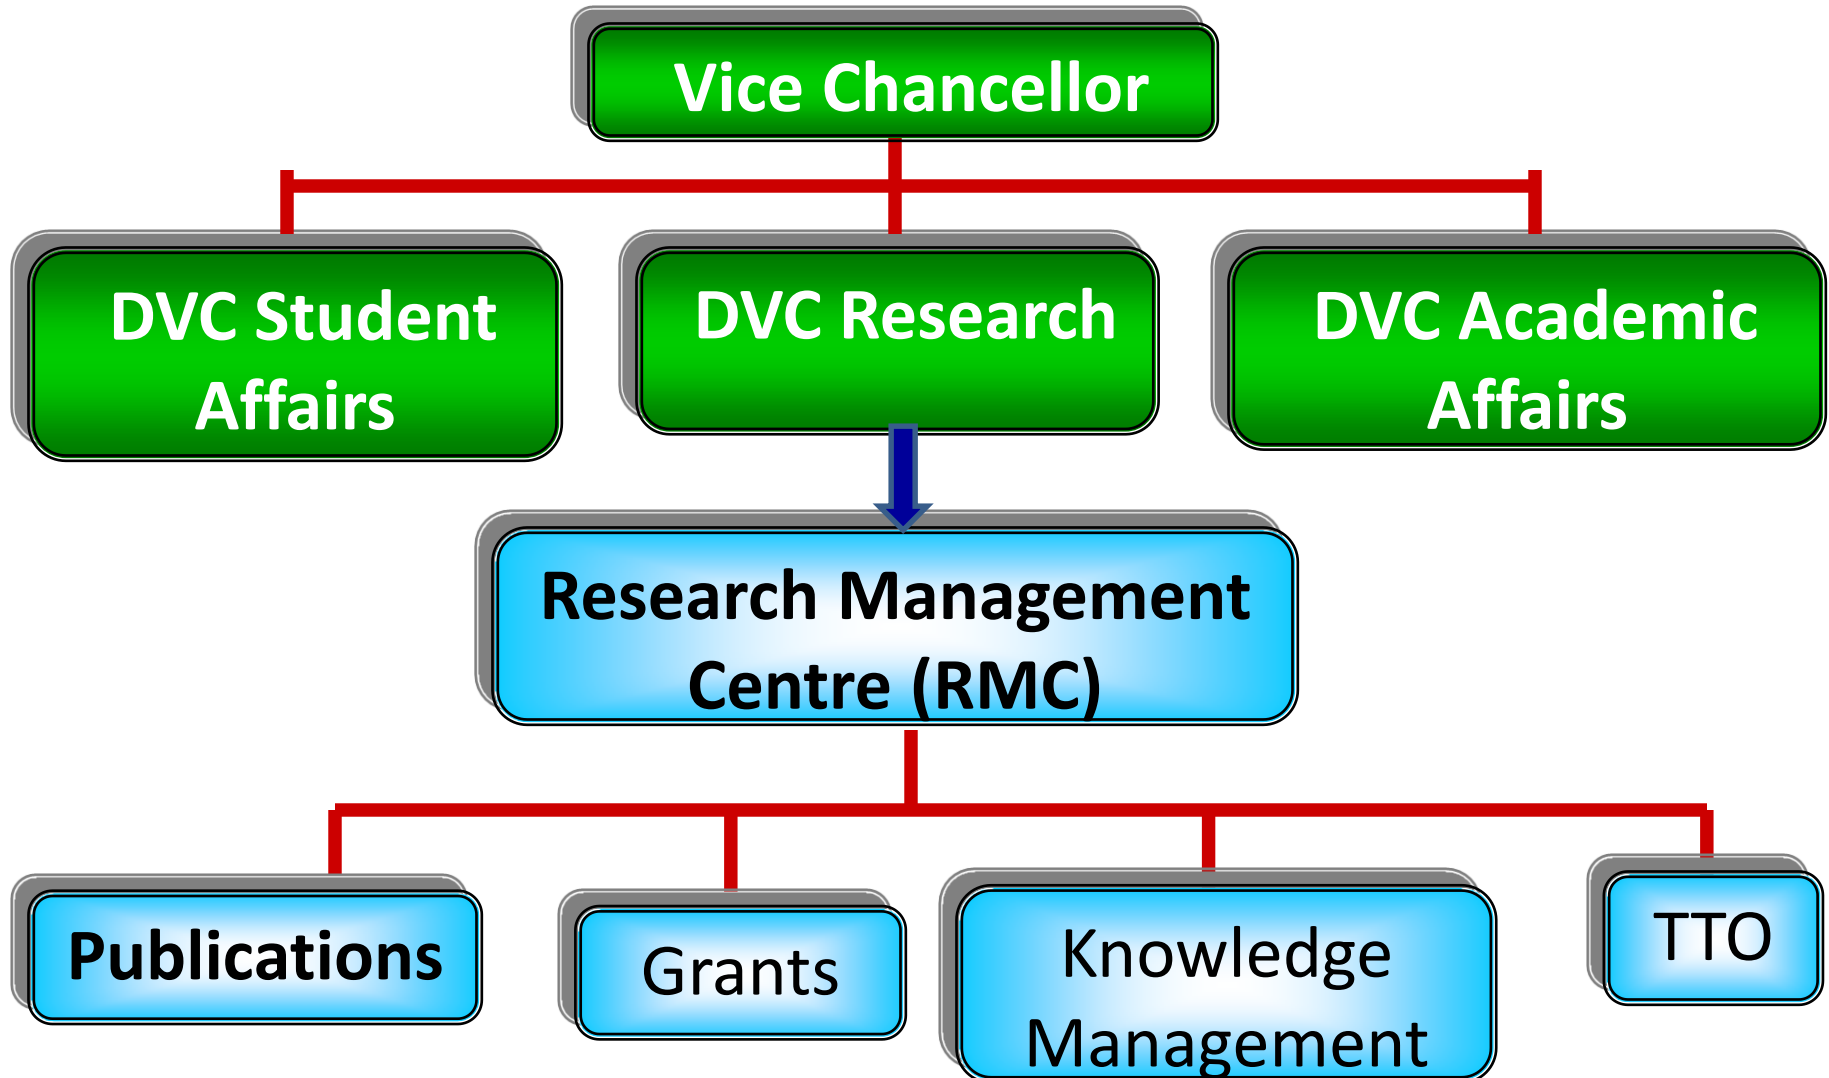 Vice Chancellor
DVC Student
Affairs
DVC Research
DVC Academic
Affairs
Research Management
Centre (RMC)
Publications
Grants
Knowledge
Management
TTO